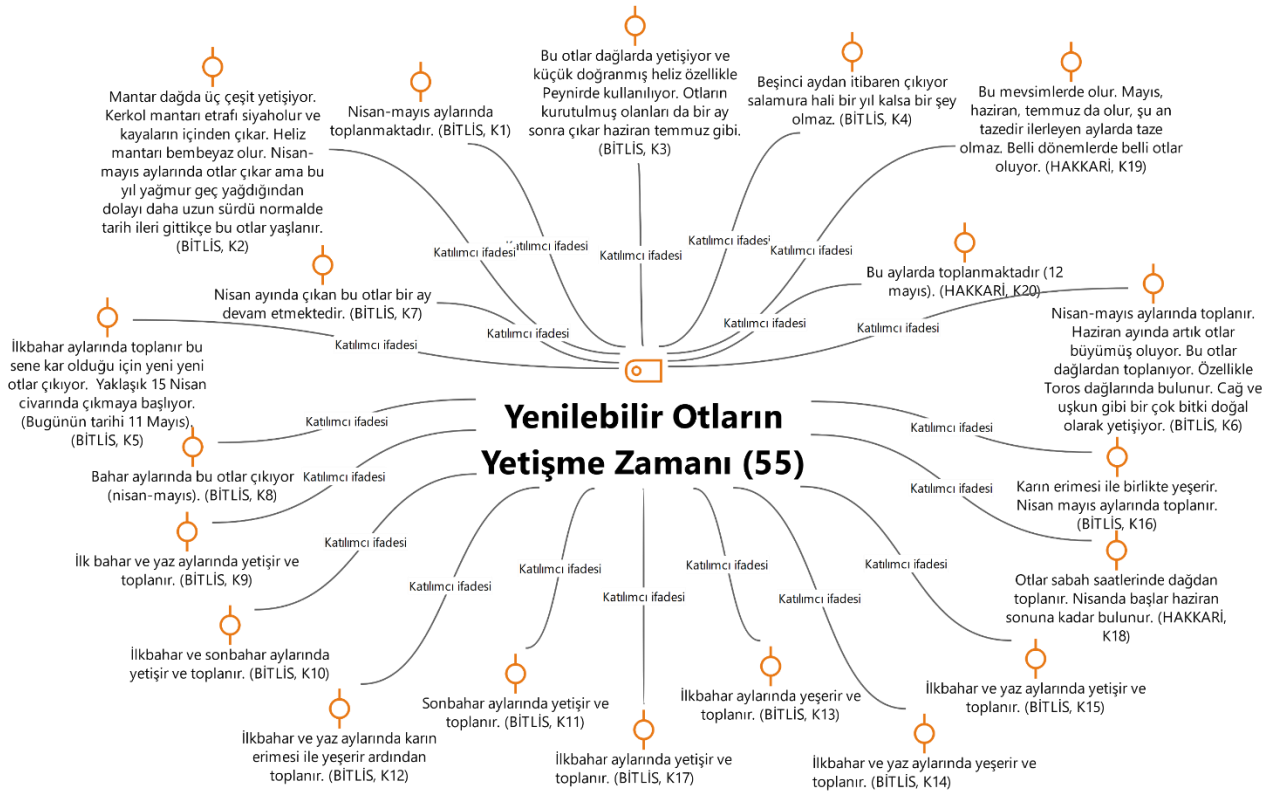 Mantar dağda üç çeşit yetişiyor.
Kerkol mantarı etrafı siyaholur ve
kayaların içinden çıkar. Heliz
mantarı bembeyaz olur. Nisan-
mayıs aylarında otlar çıkar ama bu
yıl yağmur geç yağdığından
dolayı daha uzun sürdü normalde
tarih ileri gittikçe bu otlar yaşlanır.
(BİTLİS, K2)
Nisan-mayıs aylarında
toplanmaktadır. (BİTLİS, K1)
Bu otlar dağlarda yetişiyor ve
küçük doğranmış heliz özellikle
Peynirde kullanılıyor. Otların
kurutulmuş olanları da bir ay
sonra çıkar haziran temmuz gibi.
(BİTLİS, K3)
Beşinci aydan itibaren çıkıyor
salamura hali bir yıl kalsa bir şey
olmaz. (BİTLİS, K4)
Bu mevsimlerde olur. Mayıs,
haziran, temmuz da olur, şu an
tazedir ilerleyen aylarda taze
olmaz. Belli dönemlerde belli otlar
oluyor. (HAKKARİ, K19)
Katılımcı ifadesi
Katılımcı ifadesi
Katılımcı ifadesi
Katılımcı ifadesi
Katılımcı ifadesi
Nisan ayında çıkan bu otlar bir ay
devam etmektedir. (BİTLİS, K7)
Katılımcı ifadesi
Bu aylarda toplanmaktadır (12
mayıs). (HAKKARİ, K20)
Katılımcı ifadesi
İlkbahar aylarında toplanır bu
sene kar olduğu için yeni yeni
otlar çıkıyor. Yaklaşık 15 Nisan
civarında çıkmaya başlıyor.
(Bugünün tarihi 11 Mayıs).
(BİTLİS, K5)
Katılımcı ifadesi
Katılımcı ifadesi
Nisan-mayıs aylarında toplanır.
Haziran ayında artık otlar
büyümüş oluyor. Bu otlar
dağlardan toplanıyor. Özellikle
Toros dağlarında bulunur. Cağ ve
uşkun gibi bir çok bitki doğal
olarak yetişiyor. (BİTLİS, K6)
Yenilebilir Otların
Yetişme Zamanı (55)
Katılımcı ifadesi
Bahar aylarında bu otlar çıkıyor
(nisan-mayıs). (BİTLİS, K8)
Katılımcı ifadesi
İlk bahar ve yaz aylarında yetişir ve
toplanır. (BİTLİS, K9)
Katılımcı ifadesi
Karın erimesi ile birlikte yeşerir.
Nisan mayıs aylarında toplanır.
(BİTLİS, K16)
Katılımcı ifadesi
Otlar sabah saatlerinde dağdan
toplanır. Nisanda başlar haziran
sonuna kadar bulunur. (HAKKARİ,
K18)
Katılımcı ifadesi
İlkbahar ve sonbahar aylarında
yetişir ve toplanır. (BİTLİS, K10)
Katılımcı ifadesi
İlkbahar ve yaz aylarında karın
erimesi ile yeşerir ardından
toplanır. (BİTLİS, K12)
Katılımcı ifadesi
Sonbahar aylarında yetişir ve
toplanır. (BİTLİS, K11)
Katılımcı ifadesi
İlkbahar aylarında yetişir ve
toplanır. (BİTLİS, K17)
Katılımcı ifadesi
İlkbahar aylarında yeşerir ve
toplanır. (BİTLİS, K13)
Katılımcı ifadesi
İlkbahar ve yaz aylarında yeşerir ve
toplanır. (BİTLİS, K14)
Katılımcı ifadesi
İlkbahar ve yaz aylarında yetişir ve
toplanır. (BİTLİS, K15)